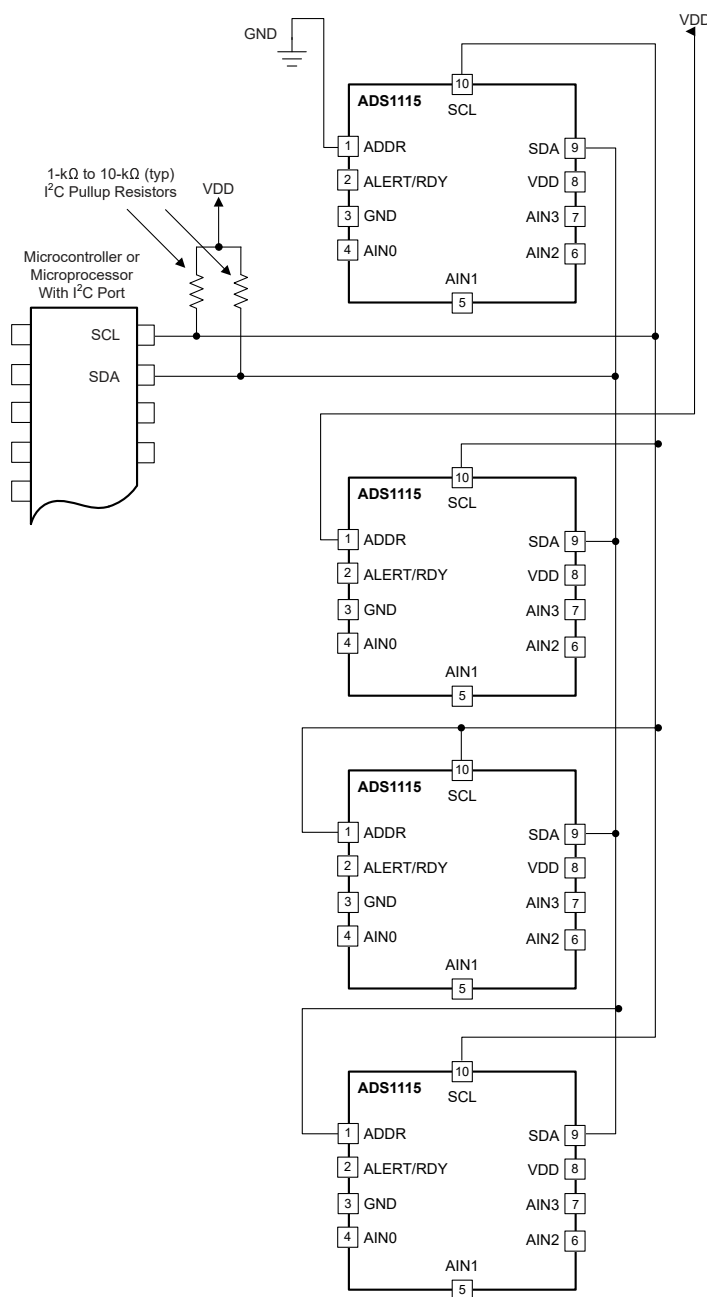 GND
VDD
10
ADS1115
SCL
1 ADDR
SDA 9
2 ALERT/RDY
VDD 8
3 GND
AIN3 7
4 AIN0
AIN2 6
AIN1
5
1-kΩ to 10-kΩ (typ)
I²C Pullup Resistors
VDD
Microcontroller or
Microprocessor
With I²C Port
SCL
SDA
10
ADS1115
SCL
1 ADDR
SDA 9
2 ALERT/RDY
VDD 8
3 GND
AIN3 7
4 AIN0
AIN2 6
AIN1
5
10
ADS1115
SCL
1 ADDR
SDA 9
2 ALERT/RDY
VDD 8
3 GND
AIN3 7
4 AIN0
AIN2 6
AIN1
5
10
ADS1115
SCL
1 ADDR
SDA 9
2 ALERT/RDY
VDD 8
3 GND
AIN3 7
4 AIN0
AIN2 6
AIN1
5